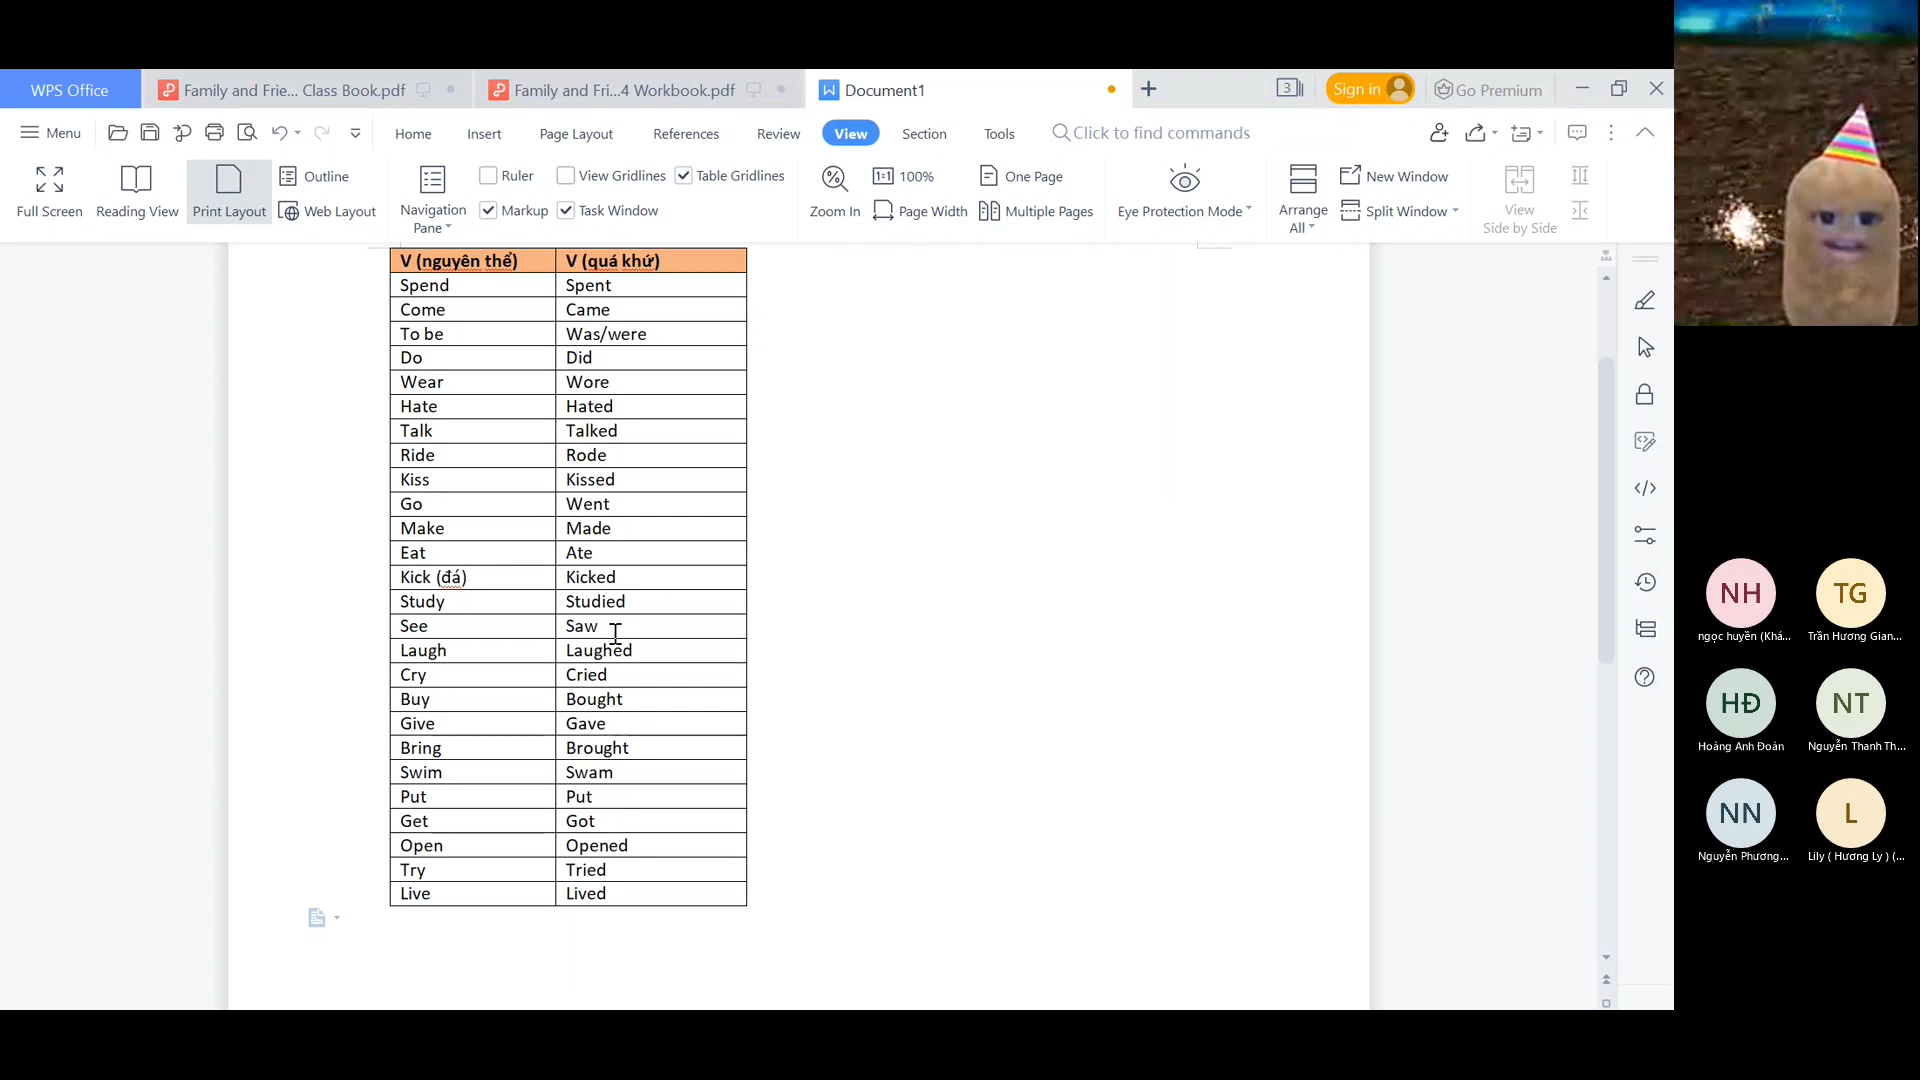 WPS Office
Family and Frie... Class Book.pdf
Family and Fri...4 Workbook.pdf
Document1
3
Sign in
Go Premium
Menu
Home
Insert
Page Layout
References
Review
View
Section
Tools
Click to find commands
Full Screen
Reading View
Print Layout
Outline
Web Layout
Navigation Pane
Ruler
View Gridlines
Table Gridlines
Markup
Task Window
Zoom In
100%
Page Width
One Page
Multiple Pages
Eye Protection Mode
Arrange All
New Window
Split Window
View Side by Side
V (nguyên thể) V (quá khứ)
Spend Spent
Come Came
To be Was/were
Do Did
Wear Wore
Hate Hated
Talk Talked
Ride Rode
Kiss Kissed
Go Went
Make Made
Eat Ate
Kick (đá) Kicked
Study Studied
See Saw
Laugh Laughed
Cry Cried
Buy Bought
Give Gave
Bring Brought
Swim Swam
Put Put
Get Got
Open Opened
Try Tried
Live Lived
NH
ngọc huyền (Khá...
TG
Trần Hương Gian...
HĐ
Hoàng Anh Đoàn
NT
Nguyễn Thanh Th...
NN
Nguyễn Phương...
L
Lily ( Hương Ly ) (...